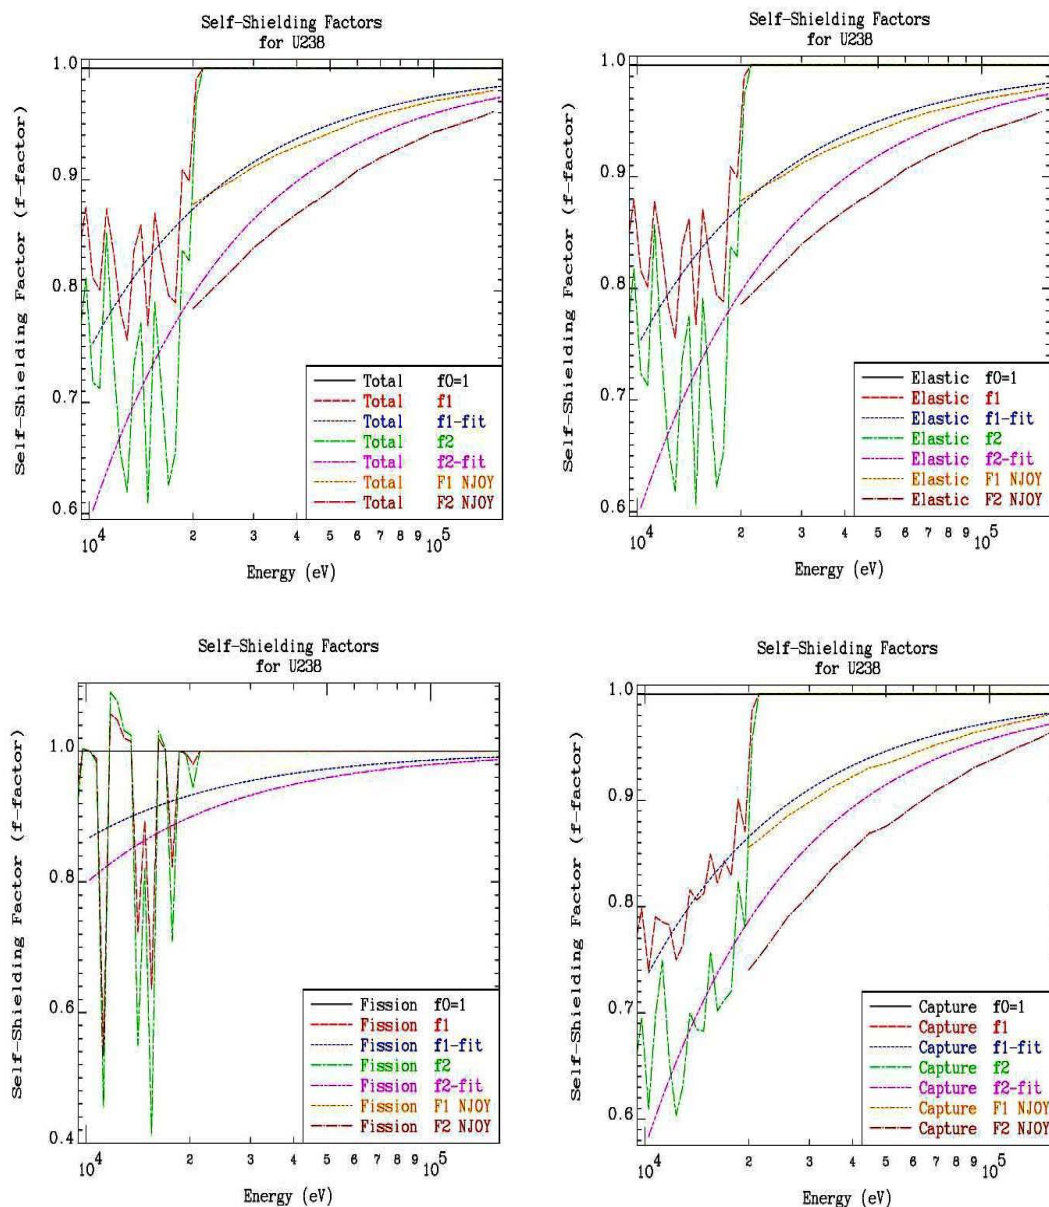 Self-Shielding Factors
for U238
Self-Shielding Factor (f-factor)
1.0
0.9
0.8
0.7
0.6
Total f0=1
Total f1
Total f1-fit
Total f2
Total f2-fit
Total F1 NJOY
Total F2 NJOY
10^4 2 3 4 5 6 7 8 9 10^5
Energy (eV)
Self-Shielding Factors
for U238
Self-Shielding Factor (f-factor)
1.0
0.9
0.8
0.7
0.6
Elastic f0=1
Elastic f1
Elastic f1-fit
Elastic f2
Elastic f2-fit
Elastic F1 NJOY
Elastic F2 NJOY
10^4 2 3 4 5 6 7 8 9 10^5
Energy (eV)
Self-Shielding Factors
for U238
Self-Shielding Factor (f-factor)
1.0
0.8
0.6
0.4
Fission f0=1
Fission f1
Fission f1-fit
Fission f2
Fission f2-fit
Fission F1 NJOY
Fission F2 NJOY
10^4 2 3 4 5 6 7 8 9 10^5
Energy (eV)
Self-Shielding Factors
for U238
Self-Shielding Factor (f-factor)
1.0
0.9
0.8
0.7
0.6
Capture f0=1
Capture f1
Capture f1-fit
Capture f2
Capture f2-fit
Capture F1 NJOY
Capture F2 NJOY
10^4 2 3 4 5 6 7 8 9 10^5
Energy (eV)